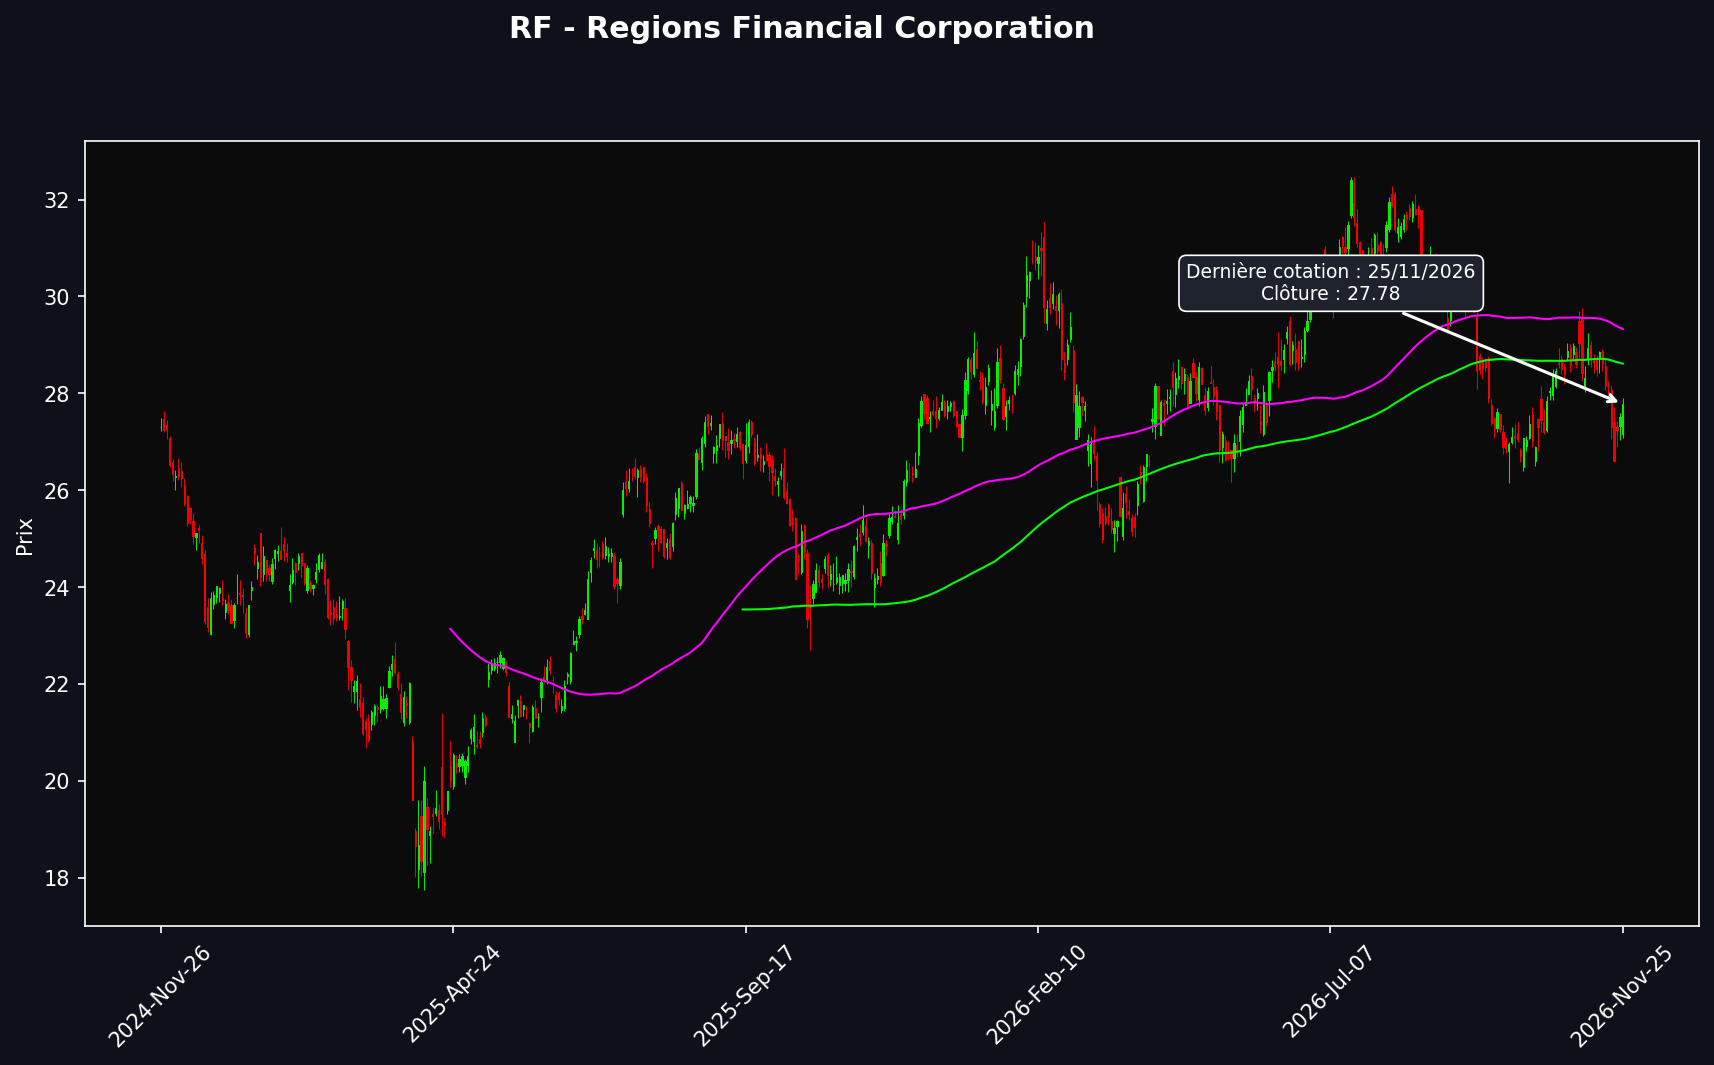 RF - Regions Financial Corporation
Prix
32
30
28
26
24
22
20
18
Dernière cotation : 25/11/2026
Clôture : 27.78
2024-Nov-26
2025-Apr-24
2025-Sep-17
2026-Feb-10
2026-Jul-07
2026-Nov-25